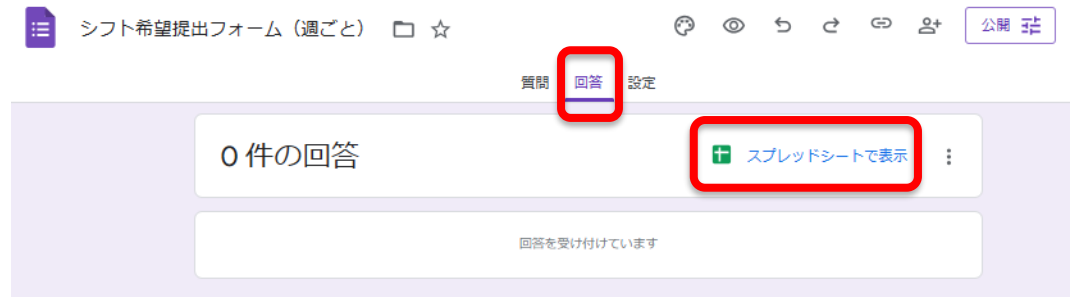 シフト希望提出フォーム（週ごと）
公開
質問 回答 設定
0 件の回答
スプレッドシートで表示
回答を受け付けています